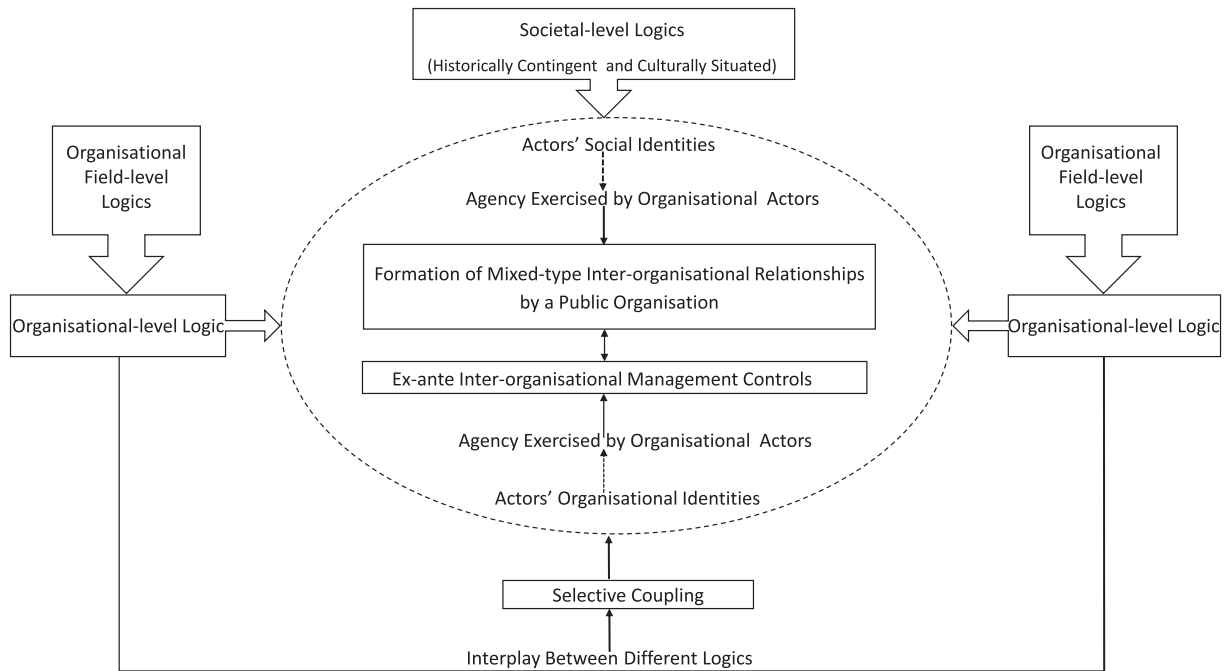 Societal-level Logics
(Historically Contingent and Culturally Situated)
Organisational
Field-level
Logics
Organisational
Field-level
Logics
Actors’ Social Identities
Agency Exercised by Organisational Actors
Formation of Mixed-type Inter-organisational Relationships
by a Public Organisation
Organisational-level Logic
Organisational-level Logic
Ex-ante Inter-organisational Management Controls
Agency Exercised by Organisational Actors
Actors’ Organisational Identities
Selective Coupling
Interplay Between Different Logics